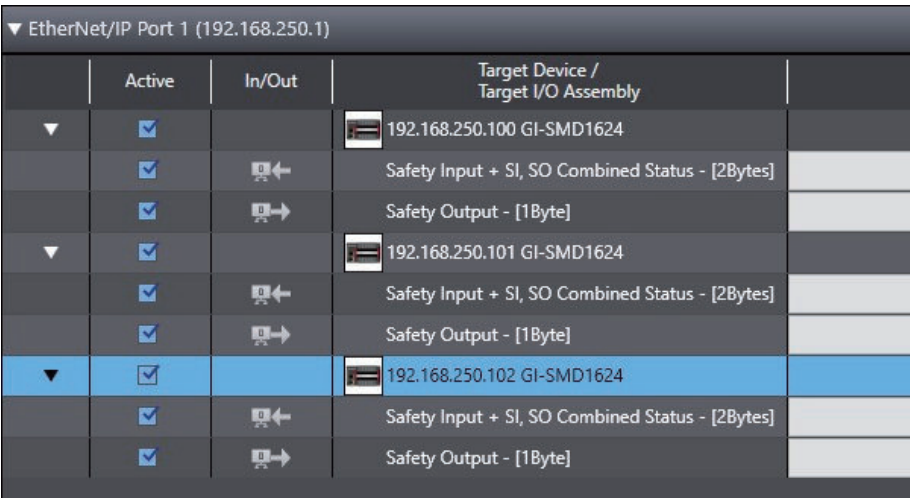 ▼ EtherNet/IP Port 1 (192.168.250.1)
Active In/Out Target Device /
Target I/O Assembly
192.168.250.100 GI-SMD1624
Safety Input + SI, SO Combined Status - [2Bytes]
Safety Output - [1Byte]
192.168.250.101 GI-SMD1624
Safety Input + SI, SO Combined Status - [2Bytes]
Safety Output - [1Byte]
192.168.250.102 GI-SMD1624
Safety Input + SI, SO Combined Status - [2Bytes]
Safety Output - [1Byte]